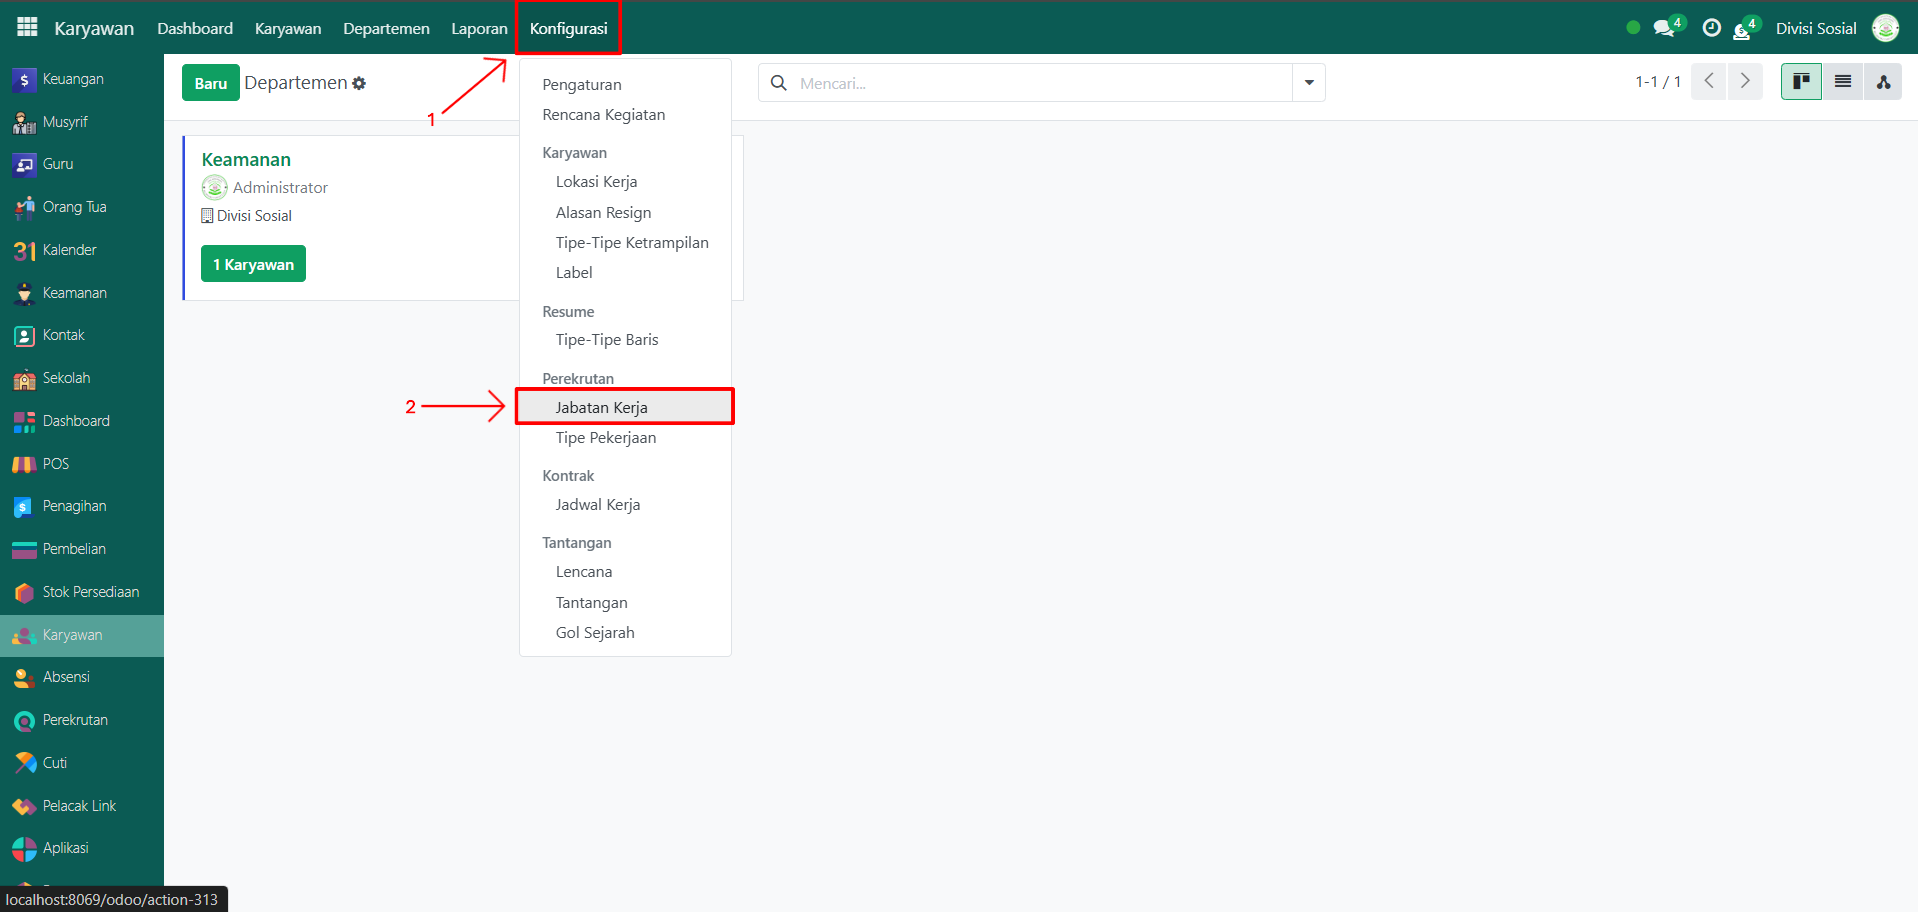 Karyawan Dashboard Karyawan Departemen Laporan Konfigurasi 4 4 Divisi Sosial
Keuangan
Musyrif
Guru
Orang Tua
31 Kalender
Keamanan
Kontak
Sekolah
Dashboard
POS
Penagihan
Pembelian
Stok Persediaan
Karyawan
Absensi
Perekrutan
Cuti
Pelacak Link
Aplikasi
localhost:8069/odoo/action-313
Baru Departemen
Mencari...
1-1 / 1
Keamanan
Administrator
Divisi Sosial
1 Karyawan
1
Pengaturan
Rencana Kegiatan
Karyawan
Lokasi Kerja
Alasan Resign
Tipe-Tipe Ketrampilan
Label
Resume
Tipe-Tipe Baris
Perekrutan
2
Jabatan Kerja
Tipe Pekerjaan
Kontrak
Jadwal Kerja
Tantangan
Lencana
Tantangan
Gol Sejarah